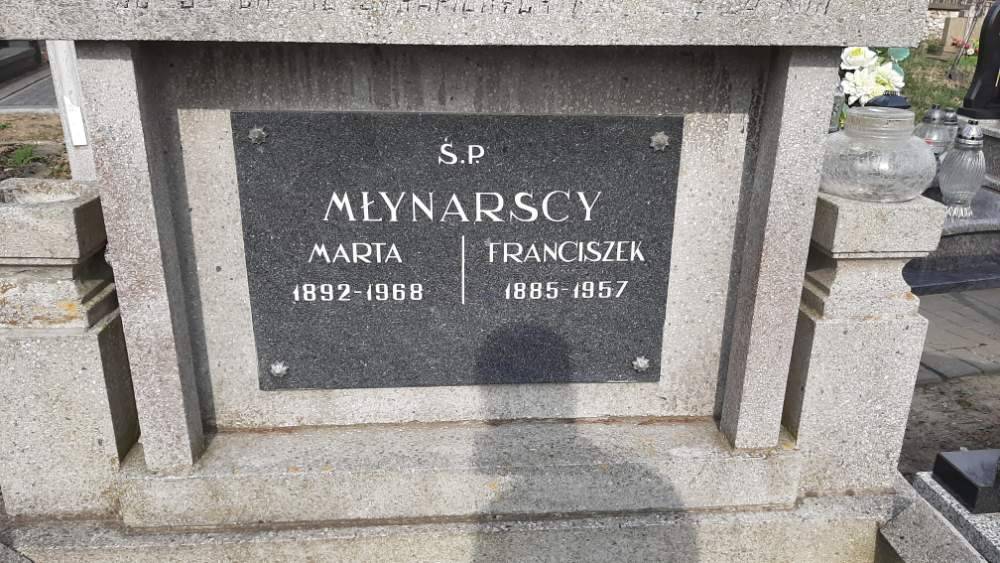 Ś.P.
MŁYNARSCY
MARTA
1892-1968
FRANCISZEK
1885-1957